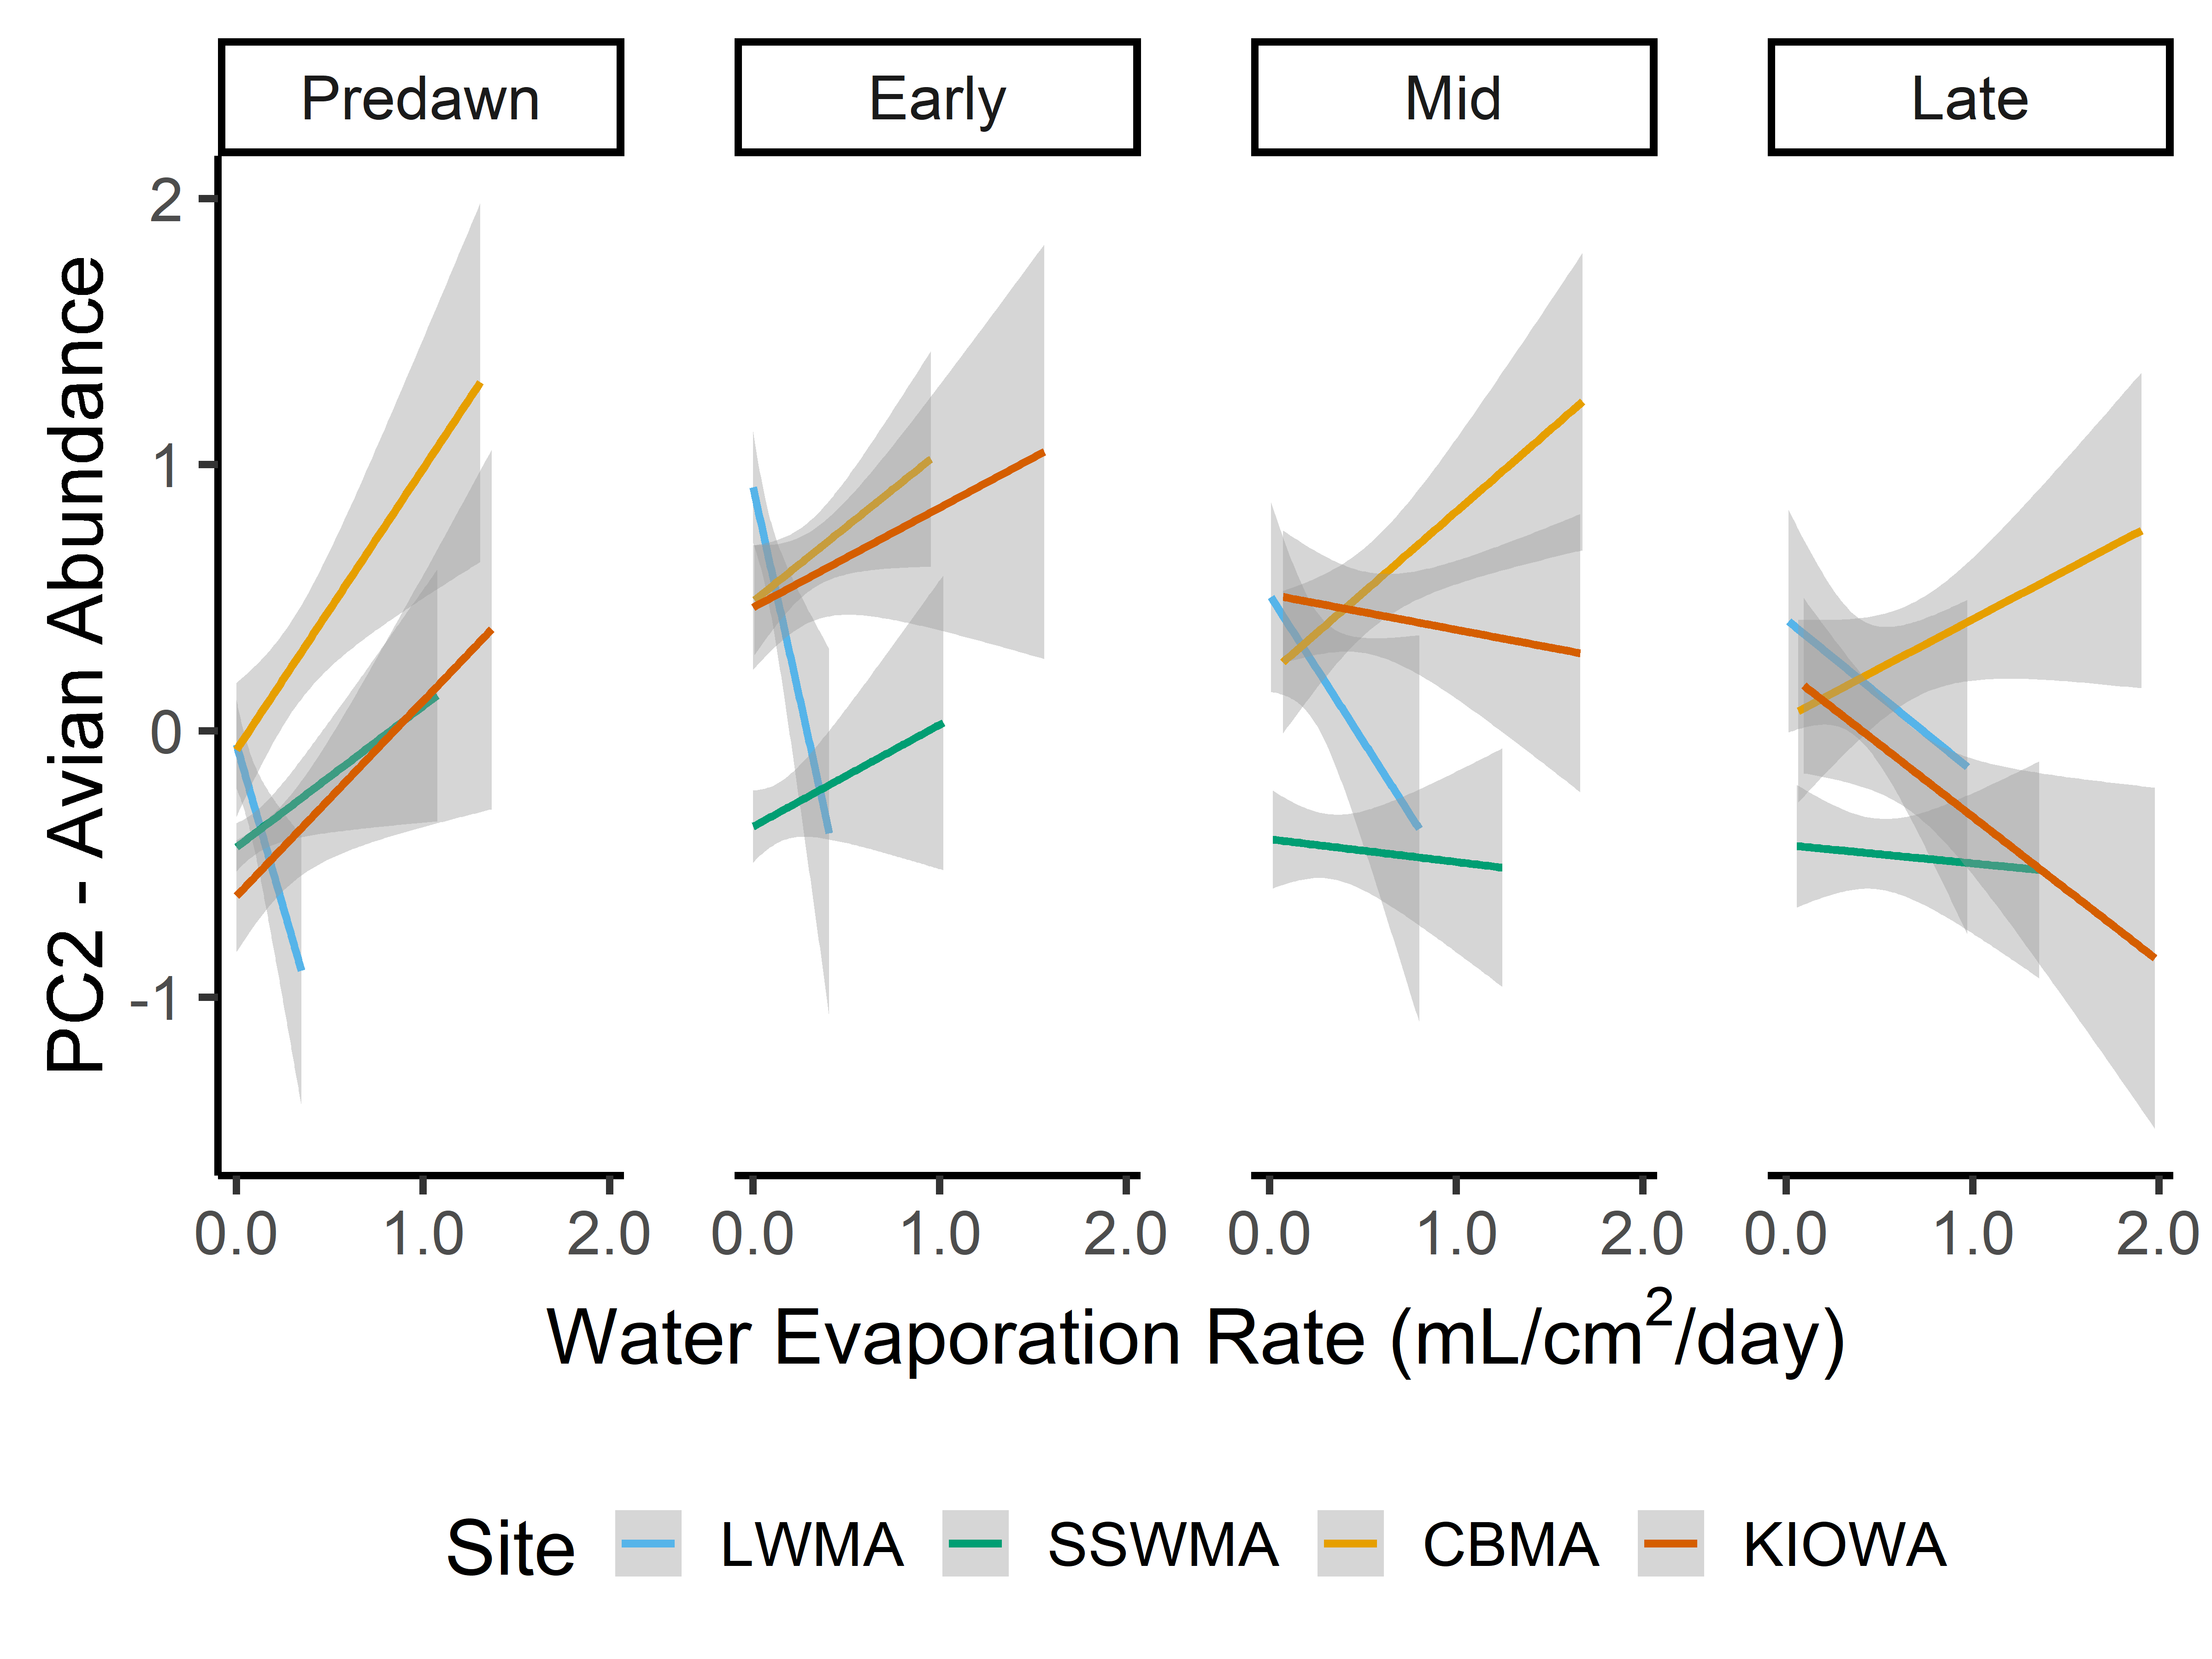 Predawn Early Mid Late
PC2 - Avian Abundance
2
1
0
-1
0.0 1.0 2.0 0.0 1.0 2.0 0.0 1.0 2.0 0.0 1.0 2.0
Water Evaporation Rate (mL/cm²/day)
Site LWMA SSWMA CBMA KIOWA